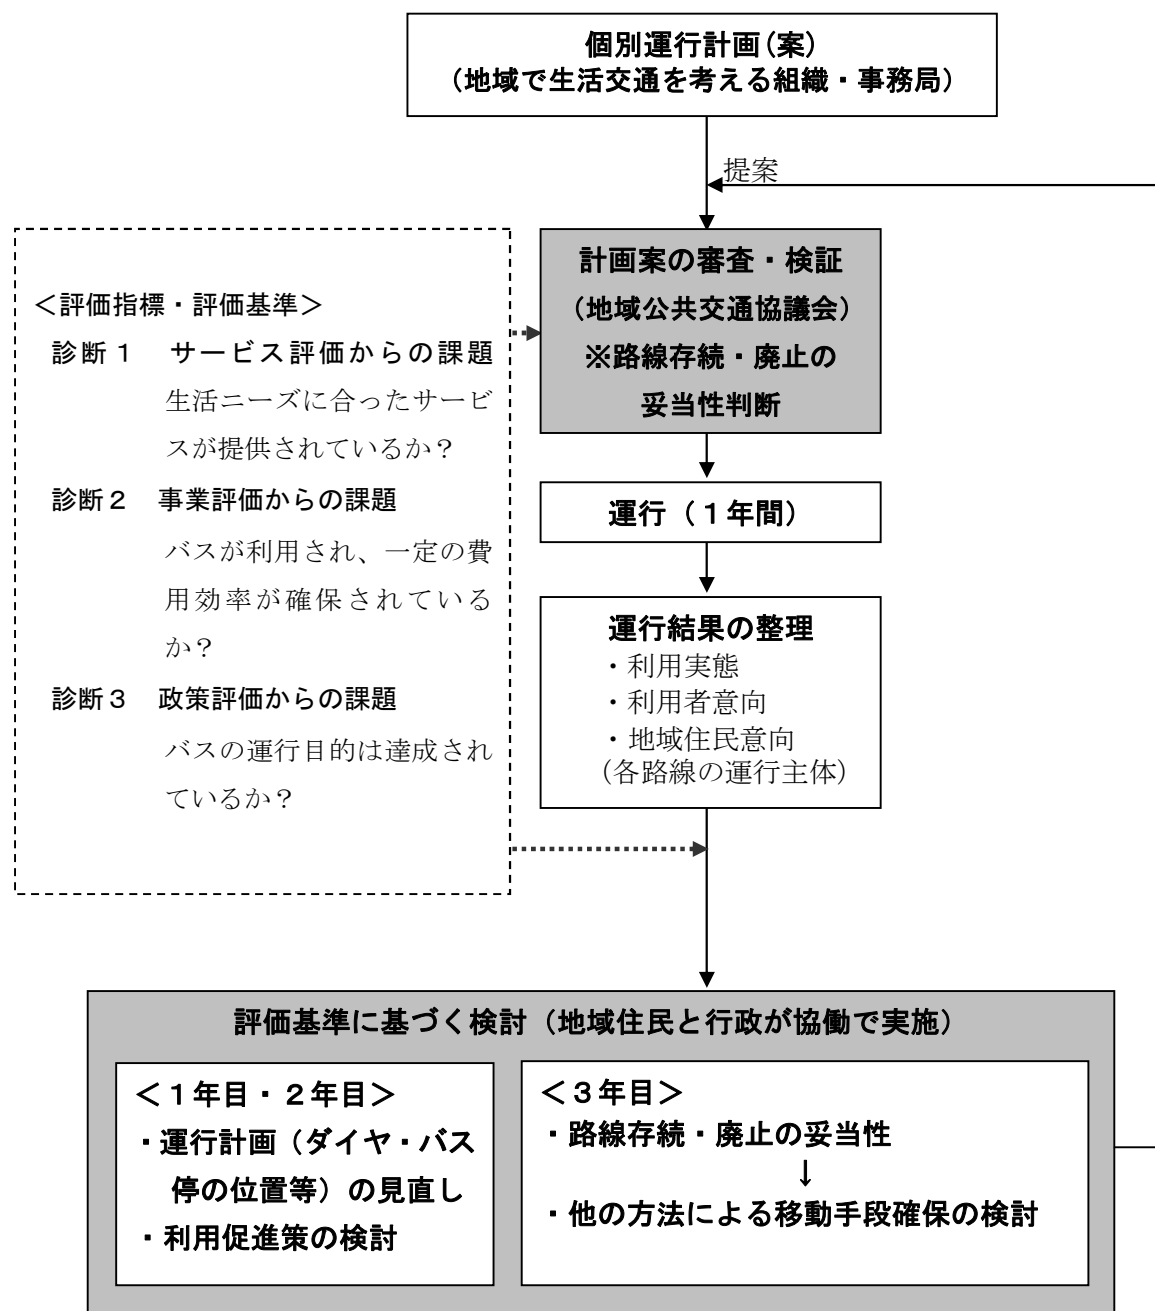 個別運行計画(案)
(地域で生活交通を考える組織・事務局)
提案
計画案の審査・検証
(地域公共交通協議会)
※路線存続・廃止の
妥当性判断
＜評価指標・評価基準＞
診断１　サービス評価からの課題
生活ニーズに合ったサービ
スが提供されているか？
診断２　事業評価からの課題
バスが利用され、一定の費
用効率が確保されている
か？
診断３　政策評価からの課題
バスの運行目的は達成され
ているか？
運行（１年間）
運行結果の整理
・利用実態
・利用者意向
・地域住民意向
（各路線の運行主体）
評価基準に基づく検討（地域住民と行政が協働で実施）
＜１年目・２年目＞
・運行計画（ダイヤ・バス
停の位置等）の見直し
・利用促進策の検討
＜３年目＞
・路線存続・廃止の妥当性
↓
・他の方法による移動手段確保の検討